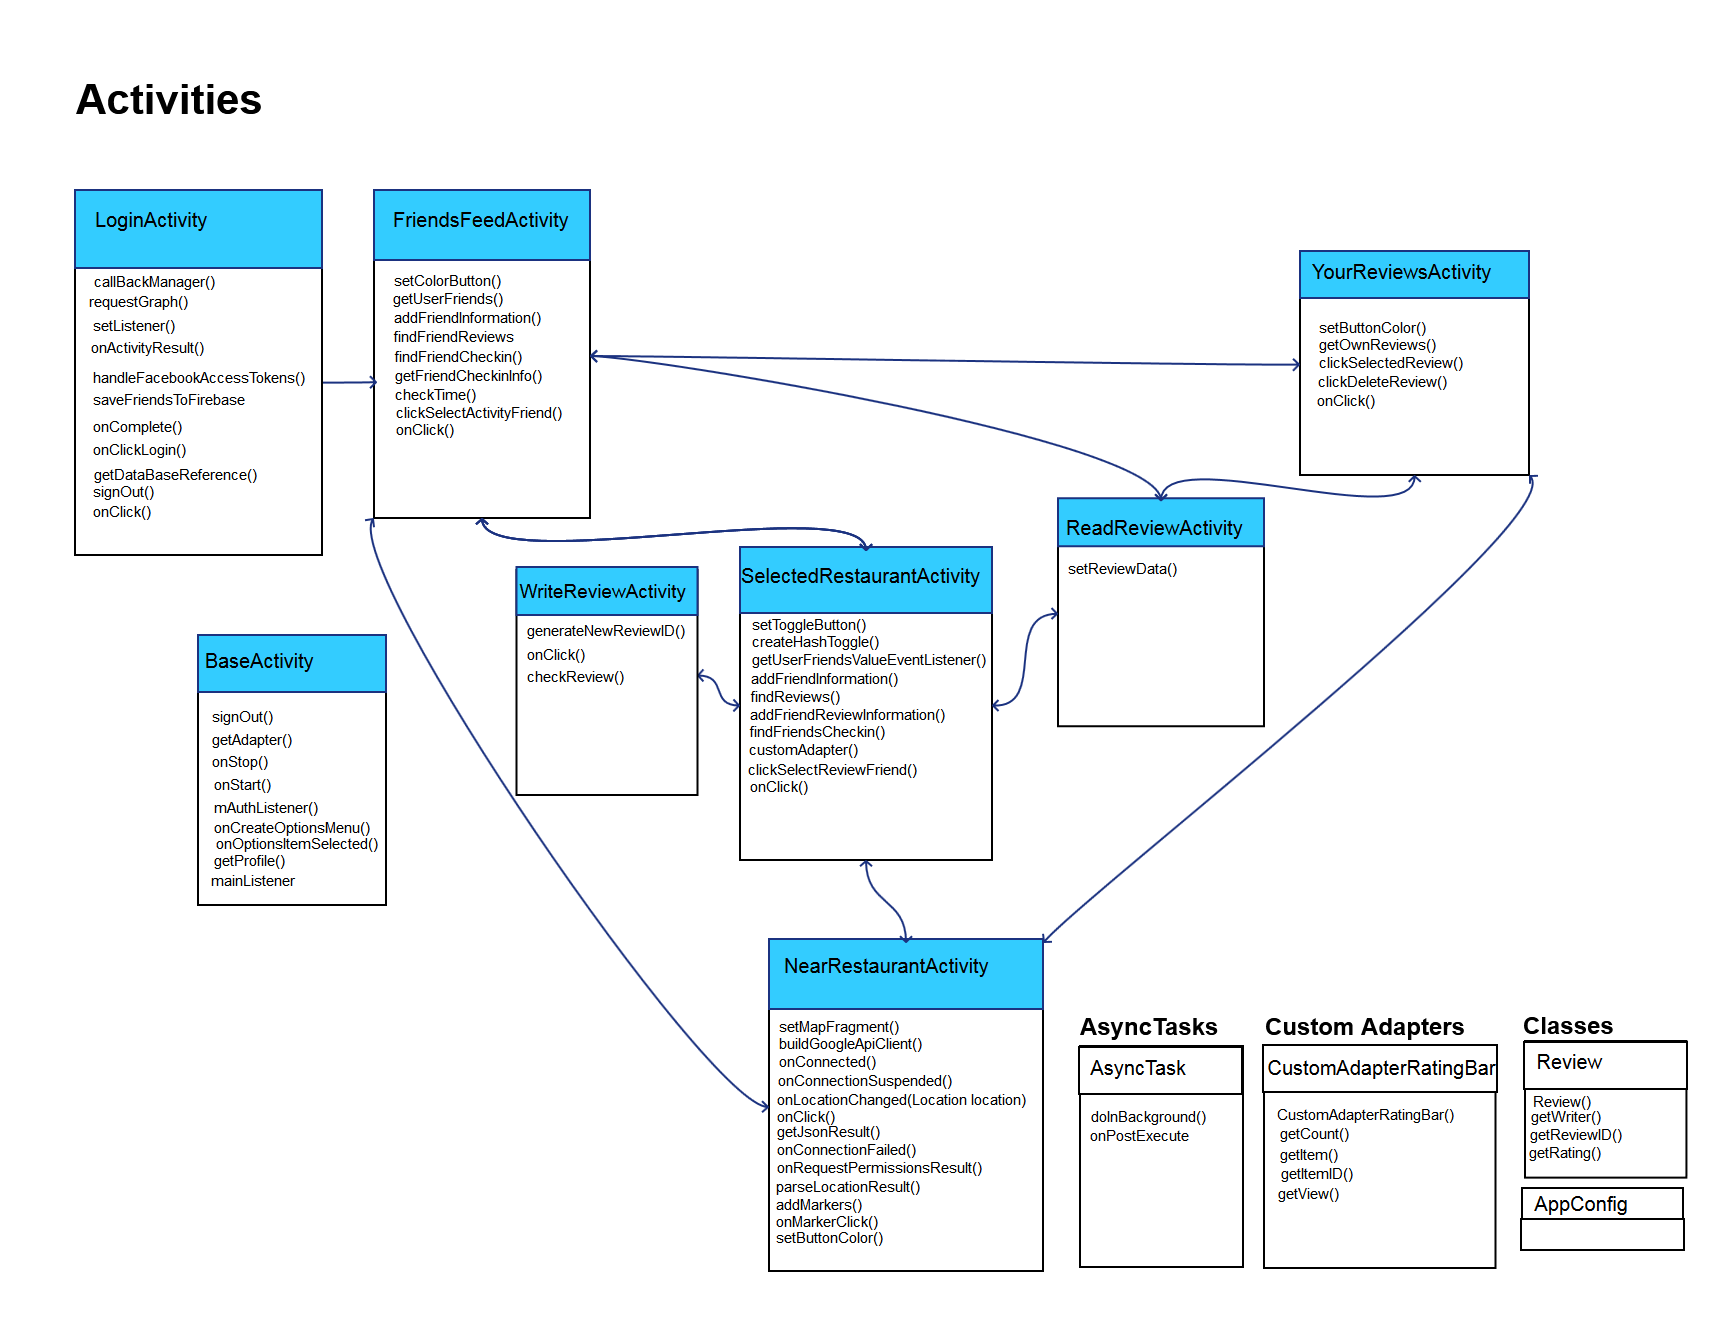 Activities
LoginActivity
callBackManager()
requestGraph()
setListener()
onActivityResult()
handleFacebookAccessTokens()
saveFriendsToFirebase
onComplete()
onClickLogin()
getDataBaseReference()
signOut()
onClick()
FriendsFeedActivity
setColorButton()
getUserFriends()
addFriendInformation()
findFriendReviews
findFriendCheckin()
getFriendCheckinInfo()
checkTime()
clickSelectActivityFriend()
onClick()
YourReviewsActivity
setButtonColor()
getOwnReviews()
clickSelectedReview()
clickDeleteReview()
onClick()
ReadReviewActivity
setReviewData()
SelectedRestaurantActivity
setToggleButton()
createHashToggle()
getUserFriendsValueEventListener()
addFriendInformation()
findReviews()
addFriendReviewInformation()
findFriendsCheckin()
customAdapter()
clickSelectReviewFriend()
onClick()
WriteReviewActivity
generateNewReviewID()
onClick()
checkReview()
BaseActivity
signOut()
getAdapter()
onStop()
onStart()
mAuthListener()
onCreateOptionsMenu()
onOptionsItemSelected()
getProfile()
mainListener
NearRestaurantActivity
setMapFragment()
buildGoogleApiClient()
onConnected()
onConnectionSuspended()
onLocationChanged(Location location)
onClick()
getJsonResult()
onConnectionFailed()
onRequestPermissionsResult()
parseLocationResult()
addMarkers()
onMarkerClick()
setButtonColor()
AsyncTasks
AsyncTask
doInBackground()
onPostExecute
Custom Adapters
CustomAdapterRatingBar
CustomAdapterRatingBar()
getCount()
getItem()
getItemID()
getView()
Classes
Review
Review()
getWriter()
getReviewID()
getRating()
AppConfig